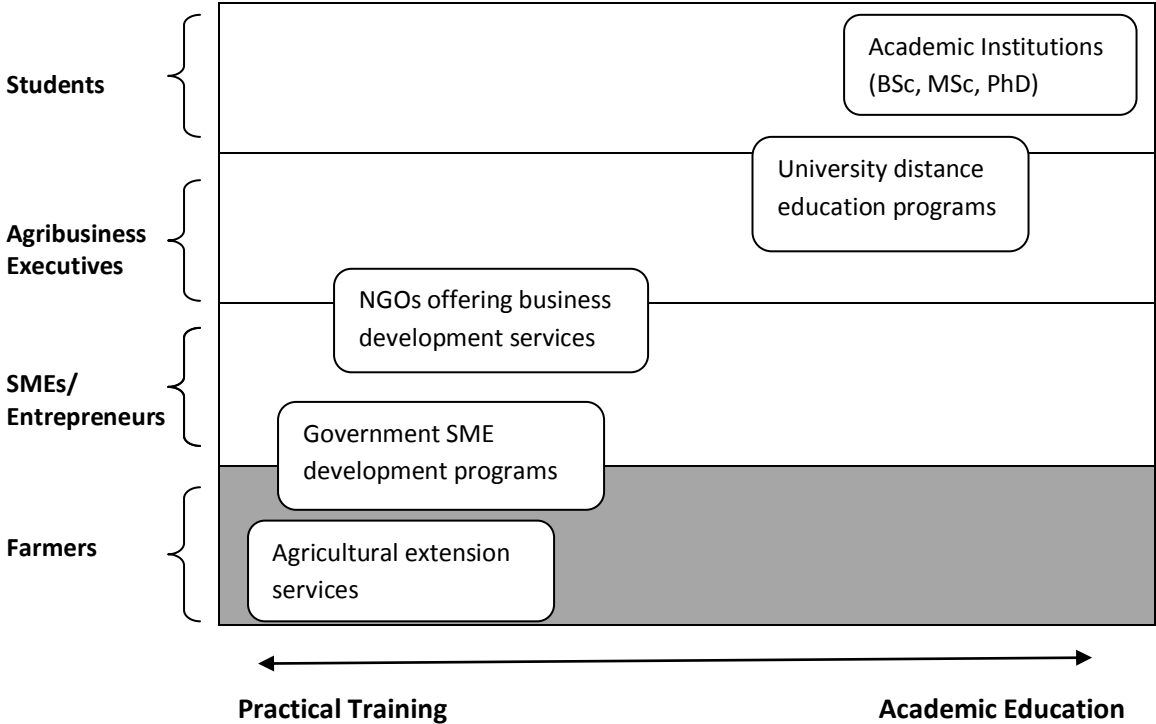 Academic Institutions
(BSc, MSc, PhD)
Students
University distance
education programs
Agribusiness
Executives
NGOs offering business
development services
SMEs/
Entrepreneurs
Government SME
development programs
Farmers
Agricultural extension
services
Practical Training
Academic Education